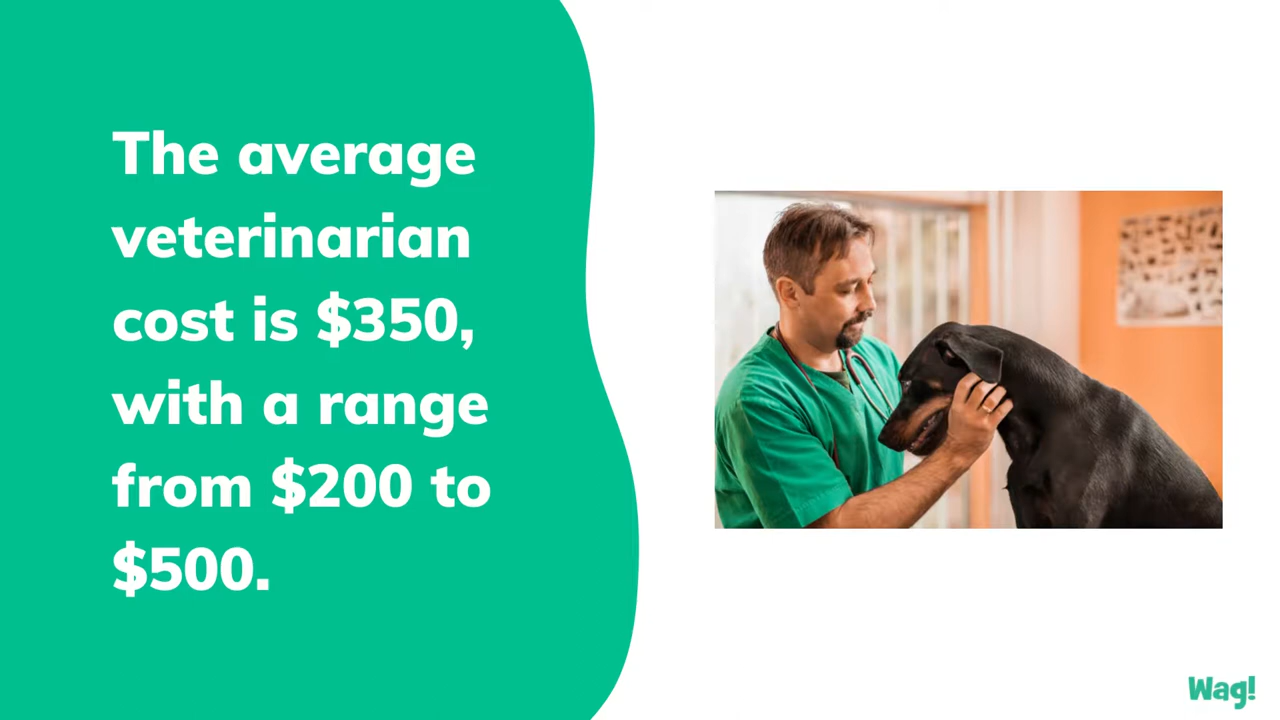 The average
veterinarian
cost is $350,
with a range
from $200 to
$500.
Wag!